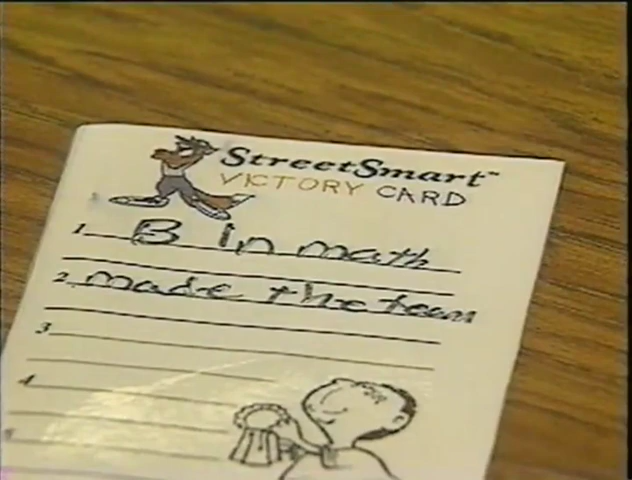 StreetSmart™
VICTORY CARD
1. B in math
2. made the team
3
4
5